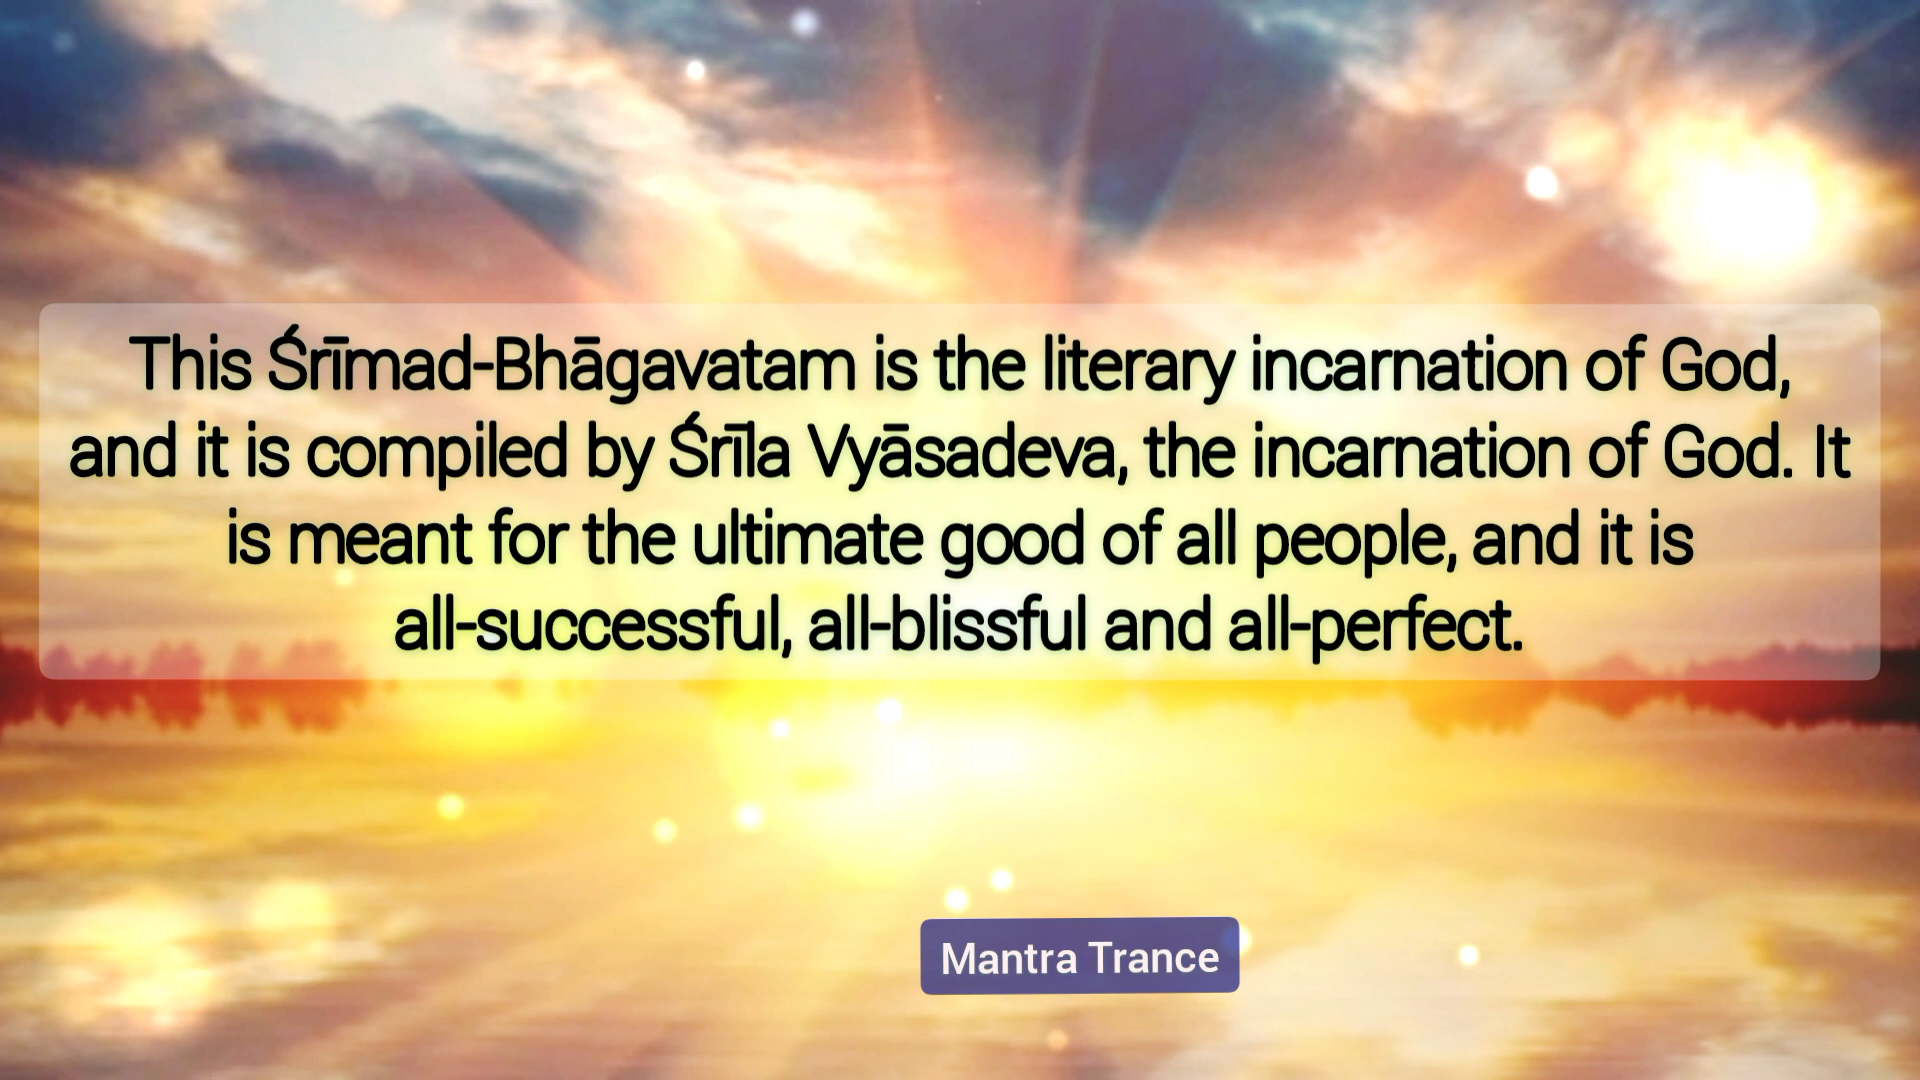 This Śrīmad-Bhāgavatam is the literary incarnation of God,
and it is compiled by Śrīla Vyāsadeva, the incarnation of God. It
is meant for the ultimate good of all people, and it is
all-successful, all-blissful and all-perfect.
Mantra Trance